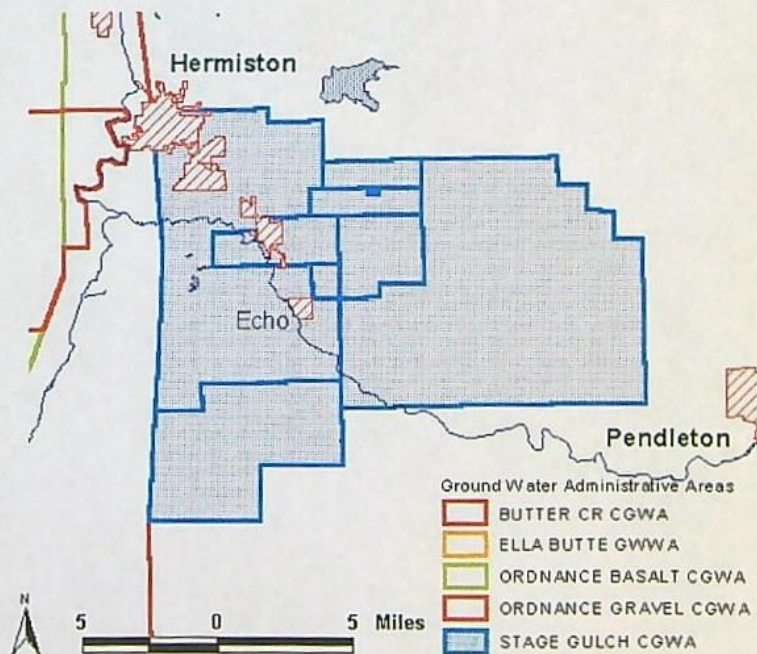 Hermiston
Echo
Pendleton
Ground Water Administrative Areas
BUTTER CR CGWA
ELLA BUTTE GWWA
ORDNANCE BASALT CGWA
ORDNANCE GRAVEL CGWA
STAGE GULCH CGWA
N
5 0 5 Miles